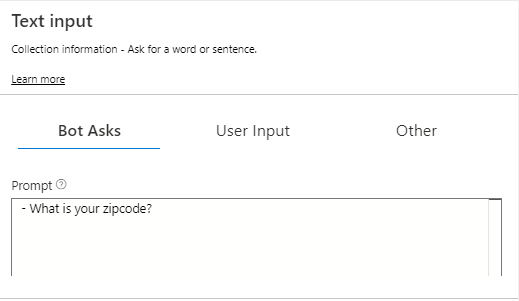 Text input
Collection information - Ask for a word or sentence.
Learn more
Bot Asks User Input Other
Prompt
- What is your zipcode?